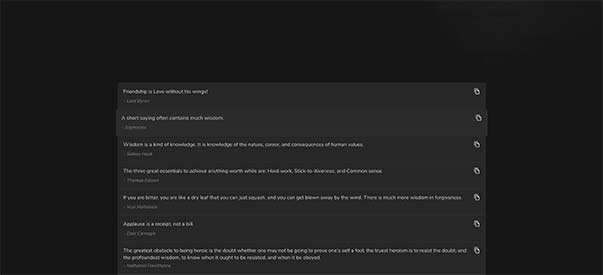 Friendship is Love without his wings!
- Lord Byron
A short saying often contains much wisdom.
- Sophocles
Wisdom is a kind of knowledge. It is knowledge of the nature, career, and consequences of human values.
- Sidney Hook
The three great essentials to achieve anything worth while are: Hard work, Stick-to-itiveness, and Common sense.
- Thomas Edison
If you are bitter, you are like a dry leaf that you can just squash, and you can get blown away by the wind. There is much more wisdom in forgiveness.
- Vusi Mahlasela
Applause is a receipt, not a bill.
- Dale Carnegie
The greatest obstacle to being heroic is the doubt whether one may not be going to prove one's self a fool; the truest heroism is to resist the doubt; and
the profoundest wisdom, to know when it ought to be resisted, and when it be obeyed.
- Nathaniel Hawthorne